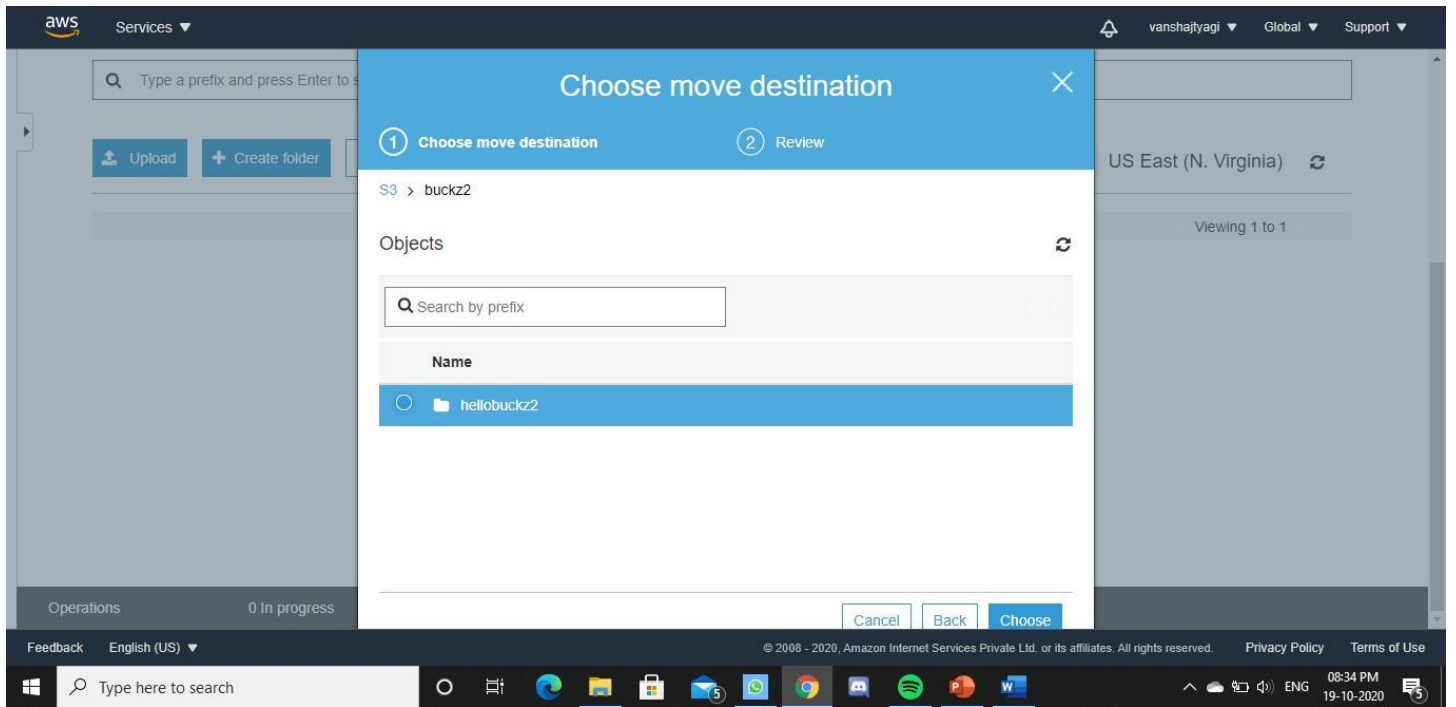 aws Services vanshajtyagi Global Support
Type a prefix and press Enter to s
Choose move destination
1 Choose move destination 2 Review
Upload Create folder
US East (N. Virginia)
S3 > buckz2
Viewing 1 to 1
Objects
Search by prefix
Name
hellobuckz2
Operations 0 In progress
Cancel Back Choose
Feedback English (US) © 2008 - 2020, Amazon Internet Services Private Ltd. or its affiliates. All rights reserved. Privacy Policy Terms of Use
Type here to search
5
ENG
08:34 PM
19-10-2020
5